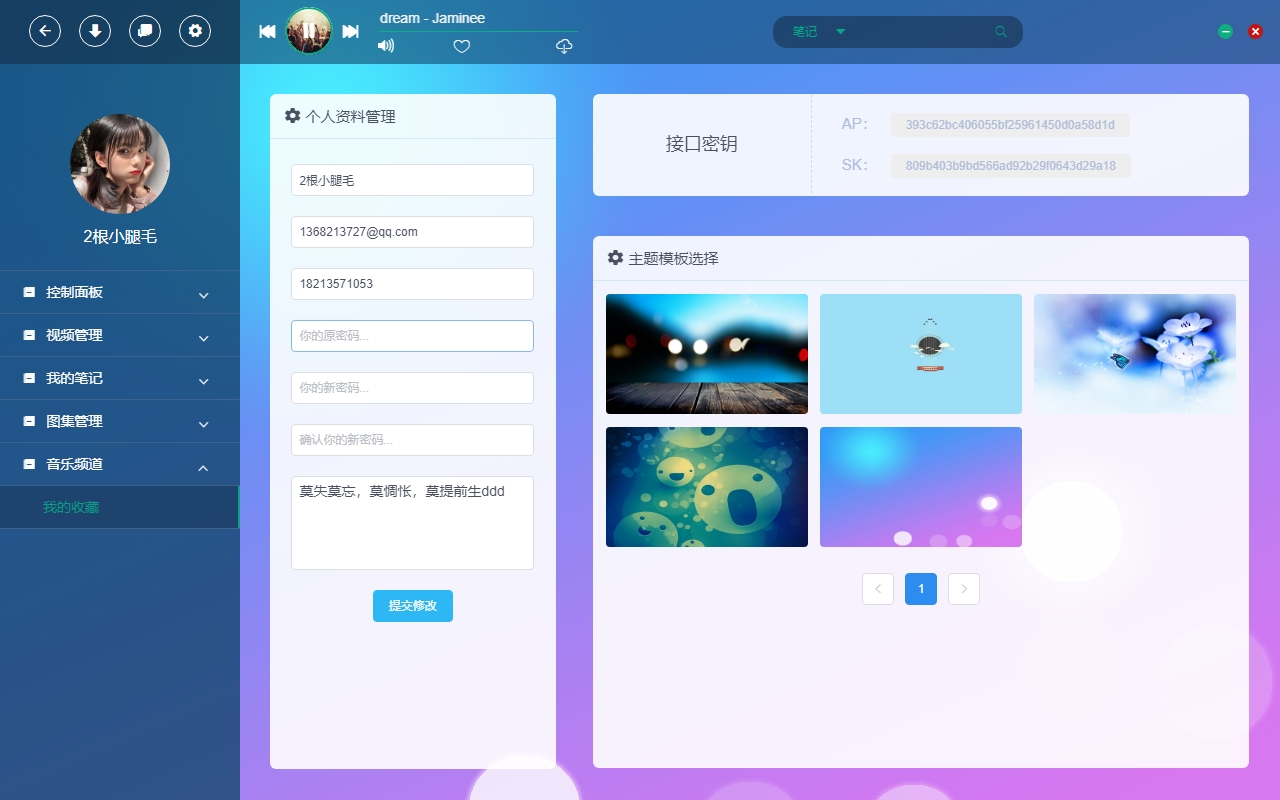 dream - Jaminee
笔记
2根小腿毛
控制面板
视频管理
我的笔记
图集管理
音乐频道
我的收藏
个人资料管理
2根小腿毛
1368213727@qq.com
18213571053
你的原密码...
你的新密码...
确认你的新密码...
莫失莫忘，莫惆怅，莫提前生ddd
提交修改
接口密钥
AP：
393c62bc406055bf25961450d0a58d1d
SK：
809b403b9bd566ad92b29f0643d29a18
主题模板选择
1